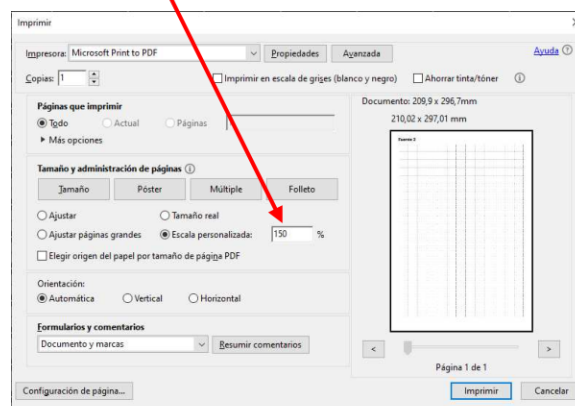 Imprimir
Impresora: Microsoft Print to PDF Propiedades Avanzada Ayuda
Copias: 1 Imprimir en escala de grises (blanco y negro) Ahorrar tinta/tóner
Páginas que imprimir
Todo Actual Páginas
Más opciones
Tamaño y administración de páginas
Tamaño Póster Múltiple Folleto
Ajustar Tamaño real
Ajustar páginas grandes Escala personalizada: 150 %
Elegir origen del papel por tamaño de página PDF
Orientación:
Automática Vertical Horizontal
Formularios y comentarios
Documento y marcas Resumir comentarios
Documento: 209,9 x 296,7mm
210,02 x 297,01 mm
< >
Página 1 de 1
Configuración de página... Imprimir Cancelar